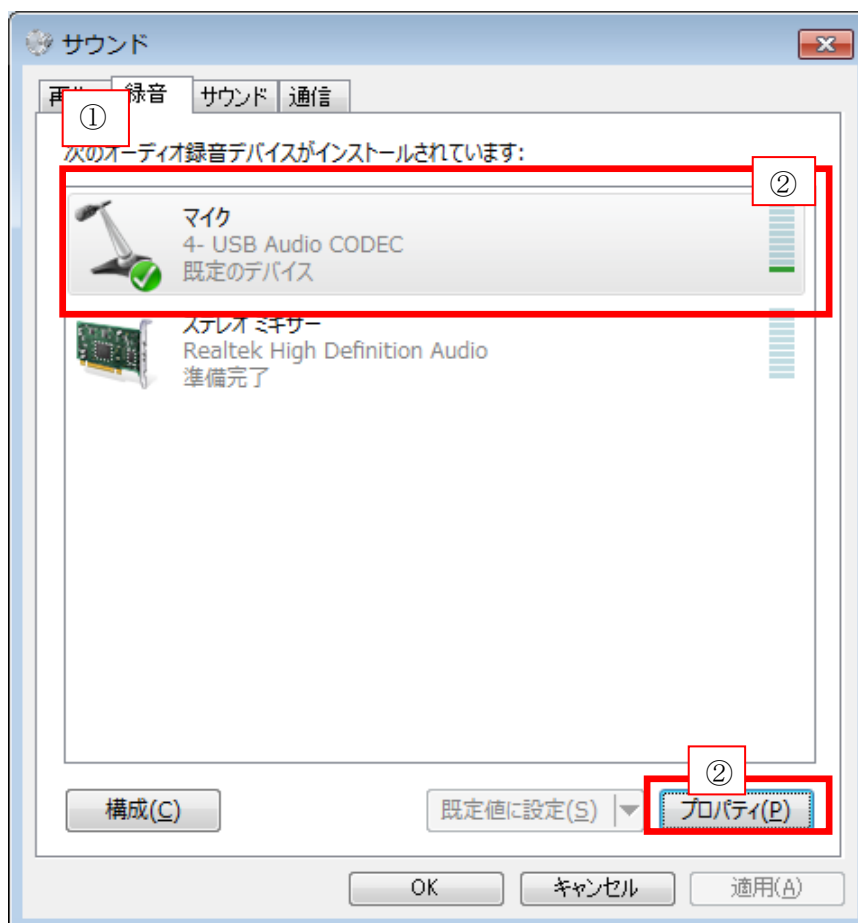 サウンド
録音 サウンド 通信
①
次のオーディオ録音デバイスがインストールされています:
②
マイク
4- USB Audio CODEC
既定のデバイス
ステレオ ミキサー
Realtek High Definition Audio
準備完了
②
構成(C) 既定値に設定(S) プロパティ(P)
OK キャンセル 適用(A)